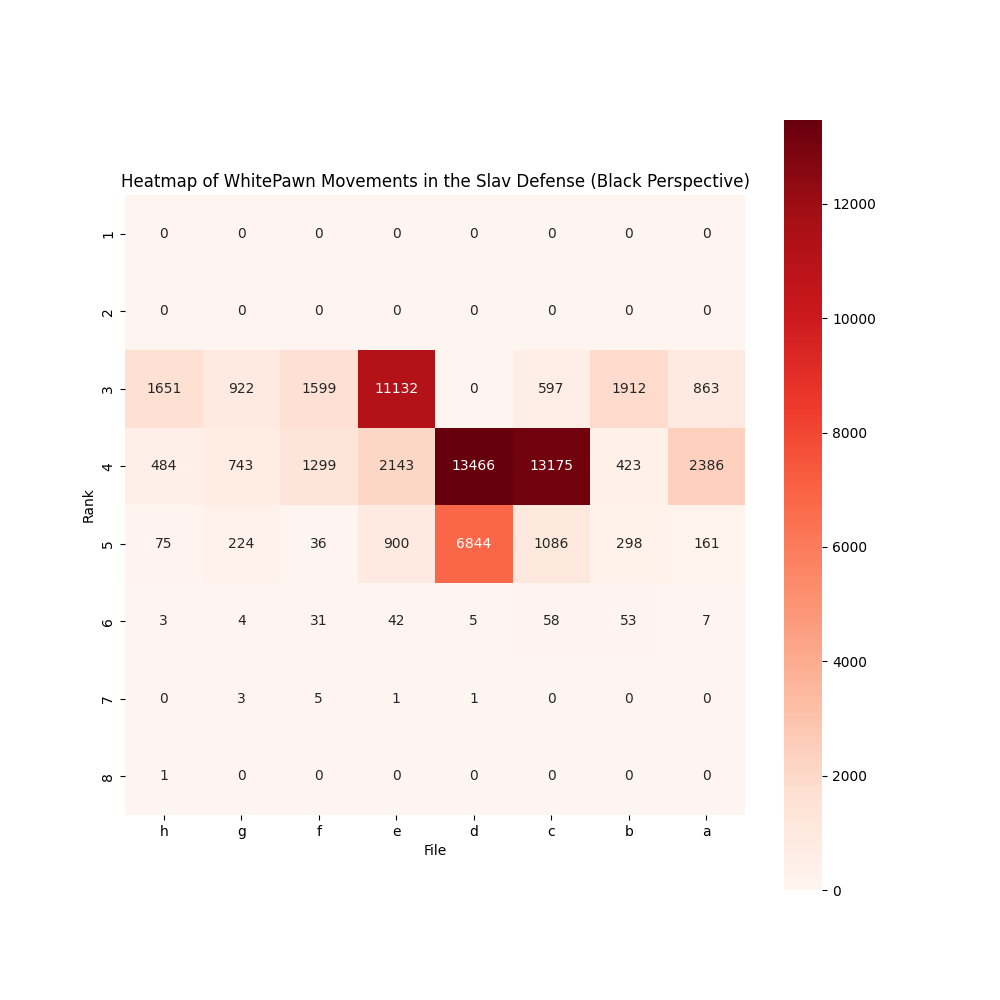 Heatmap of WhitePawn Movements in the Slav Defense (Black Perspective)
12000
10000
8000
6000
4000
2000
0
Rank
1 0 0 0 0 0 0 0 0
2 0 0 0 0 0 0 0 0
3 1651 922 1599 11132 0 597 1912 863
4 484 743 1299 2143 13466 13175 423 2386
5 75 224 36 900 6844 1086 298 161
6 3 4 31 42 5 58 53 7
7 0 3 5 1 1 0 0 0
8 1 0 0 0 0 0 0 0
h g f e d c b a
File